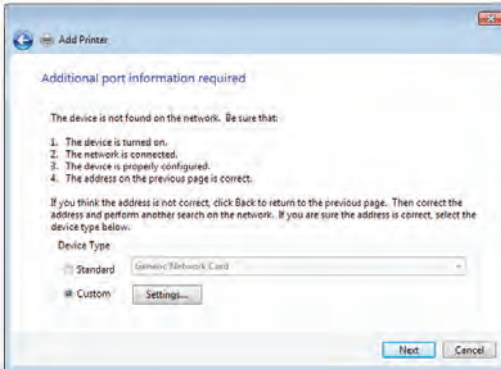 Add Printer
Additional port information required
The device is not found on the network. Be sure that:
1. The device is turned on.
2. The network is connected.
3. The device is properly configured.
4. The address on the previous page is correct.
If you think the address is not correct, click Back to return to the previous page. Then correct the
address and perform another search on the network. If you are sure the address is correct, select the
device type below.
Device Type
Standard
Generic Network Card
Custom
Settings...
Next
Cancel